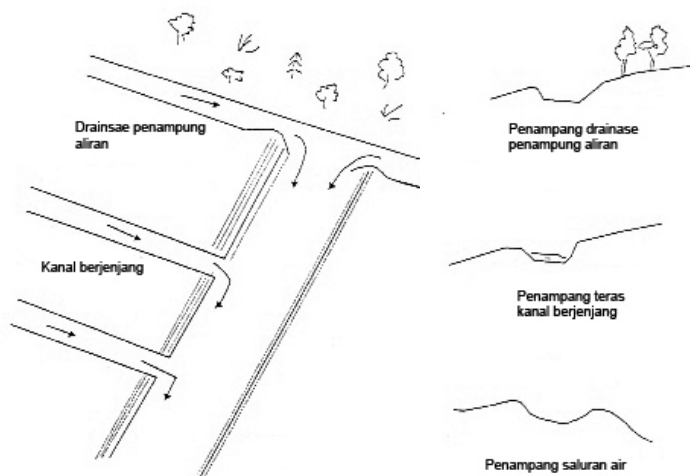 Drainsae penampung
aliran
Kanal berjenjang
Penampang drainase
penampung aliran
Penampang teras
kanal berjenjang
Penampang saluran air